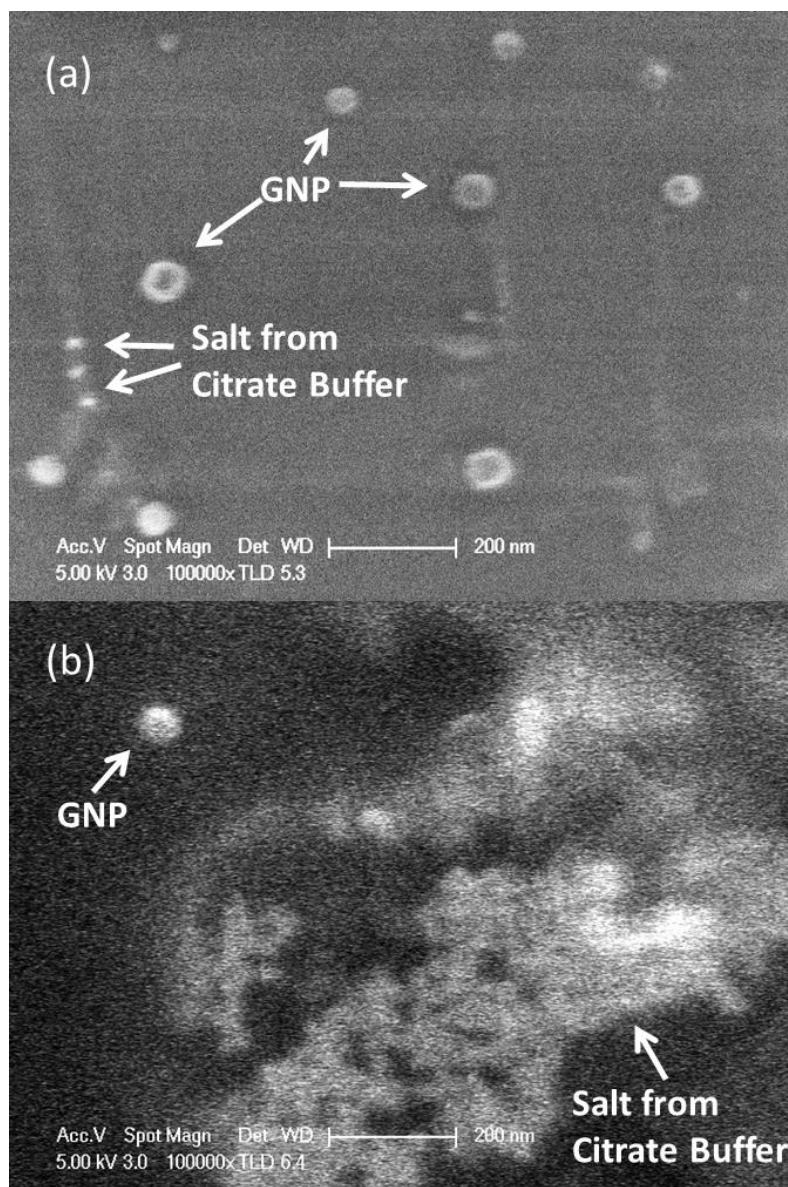 (a)
GNP
Salt from
Citrate Buffer
Acc.V Spot Magn Det WD 200 nm
5.00 kV 3.0 100000x TLD 5.3
(b)
GNP
Salt from
Citrate Buffer
Acc.V Spot Magn Det WD 200 nm
5.00 kV 3.0 100000x TLD 6.4